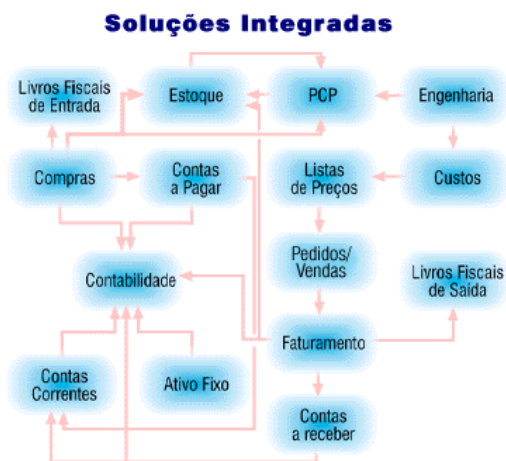 Soluções Integradas
Livros Fiscais
de Entrada
Estoque
PCP
Engenharia
Compras
Contas
a Pagar
Listas
de Preços
Custos
Contabilidade
Pedidos/
Vendas
Livros Fiscais
de Saída
Faturamento
Contas
Correntes
Ativo Fixo
Contas
a receber